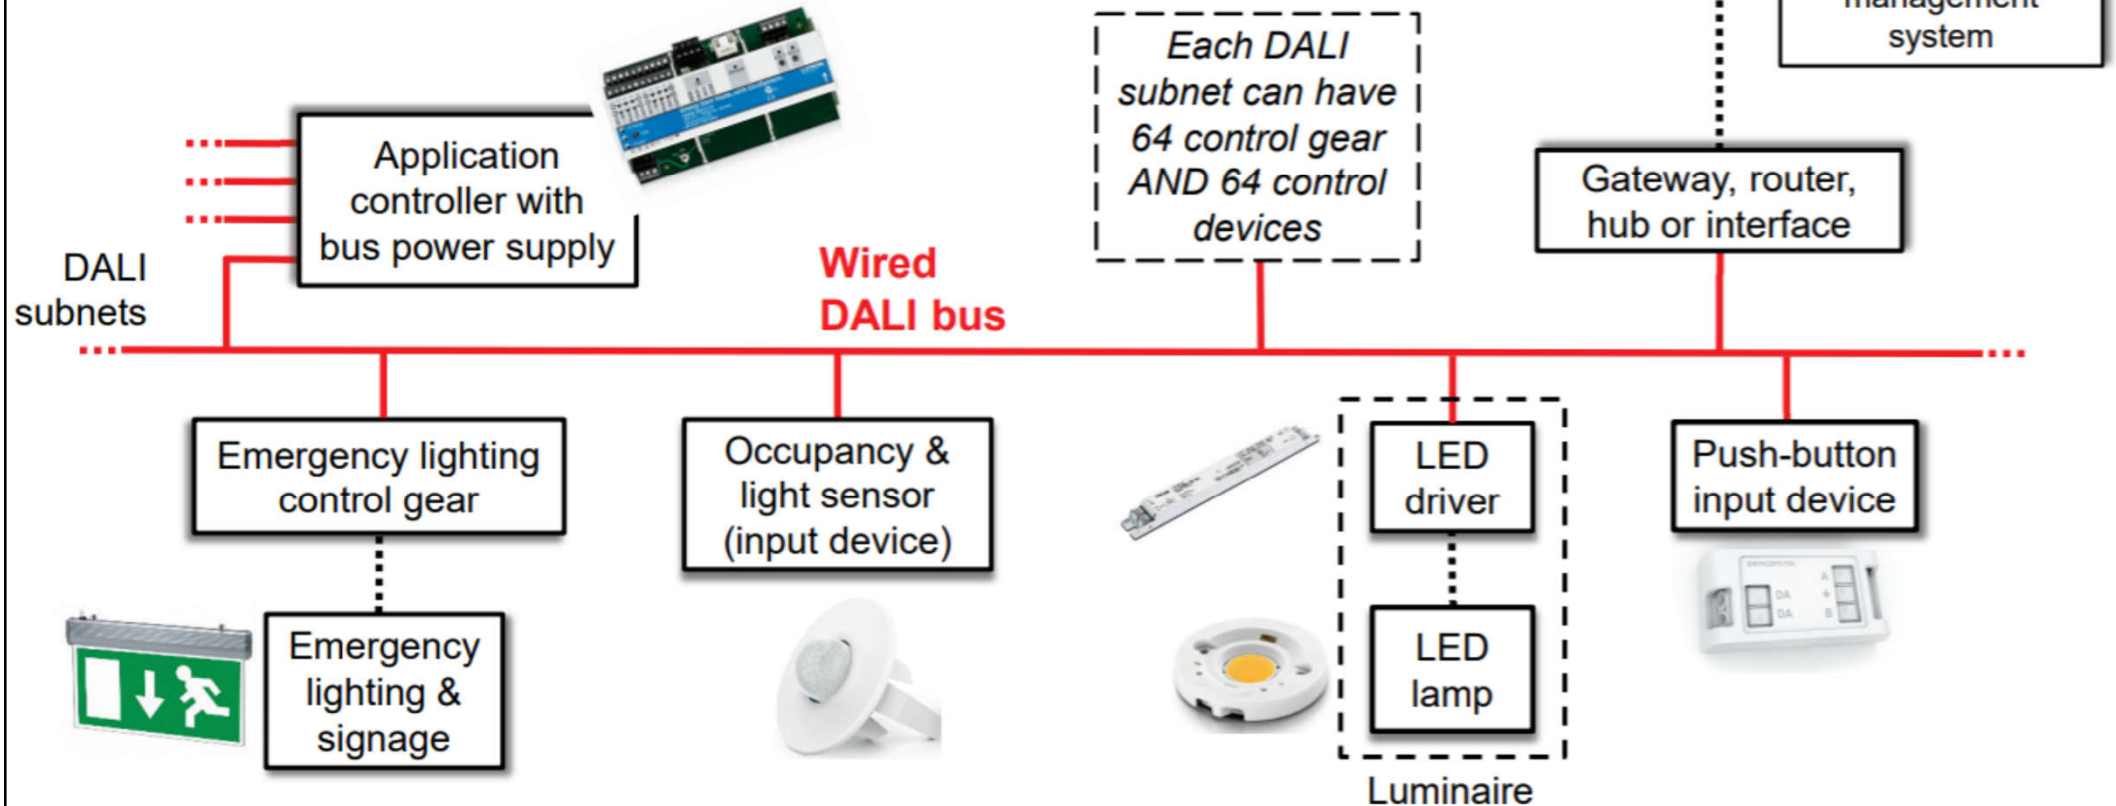 management
system
Each DALI
subnet can have
64 control gear
AND 64 control
devices
Application
controller with
bus power supply
Gateway, router,
hub or interface
DALI
subnets
Wired
DALI bus
Emergency lighting
control gear
Occupancy &
light sensor
(input device)
LED
driver
Push-button
input device
Emergency
lighting &
signage
LED
lamp
DA
DA
A
+
B
Luminaire